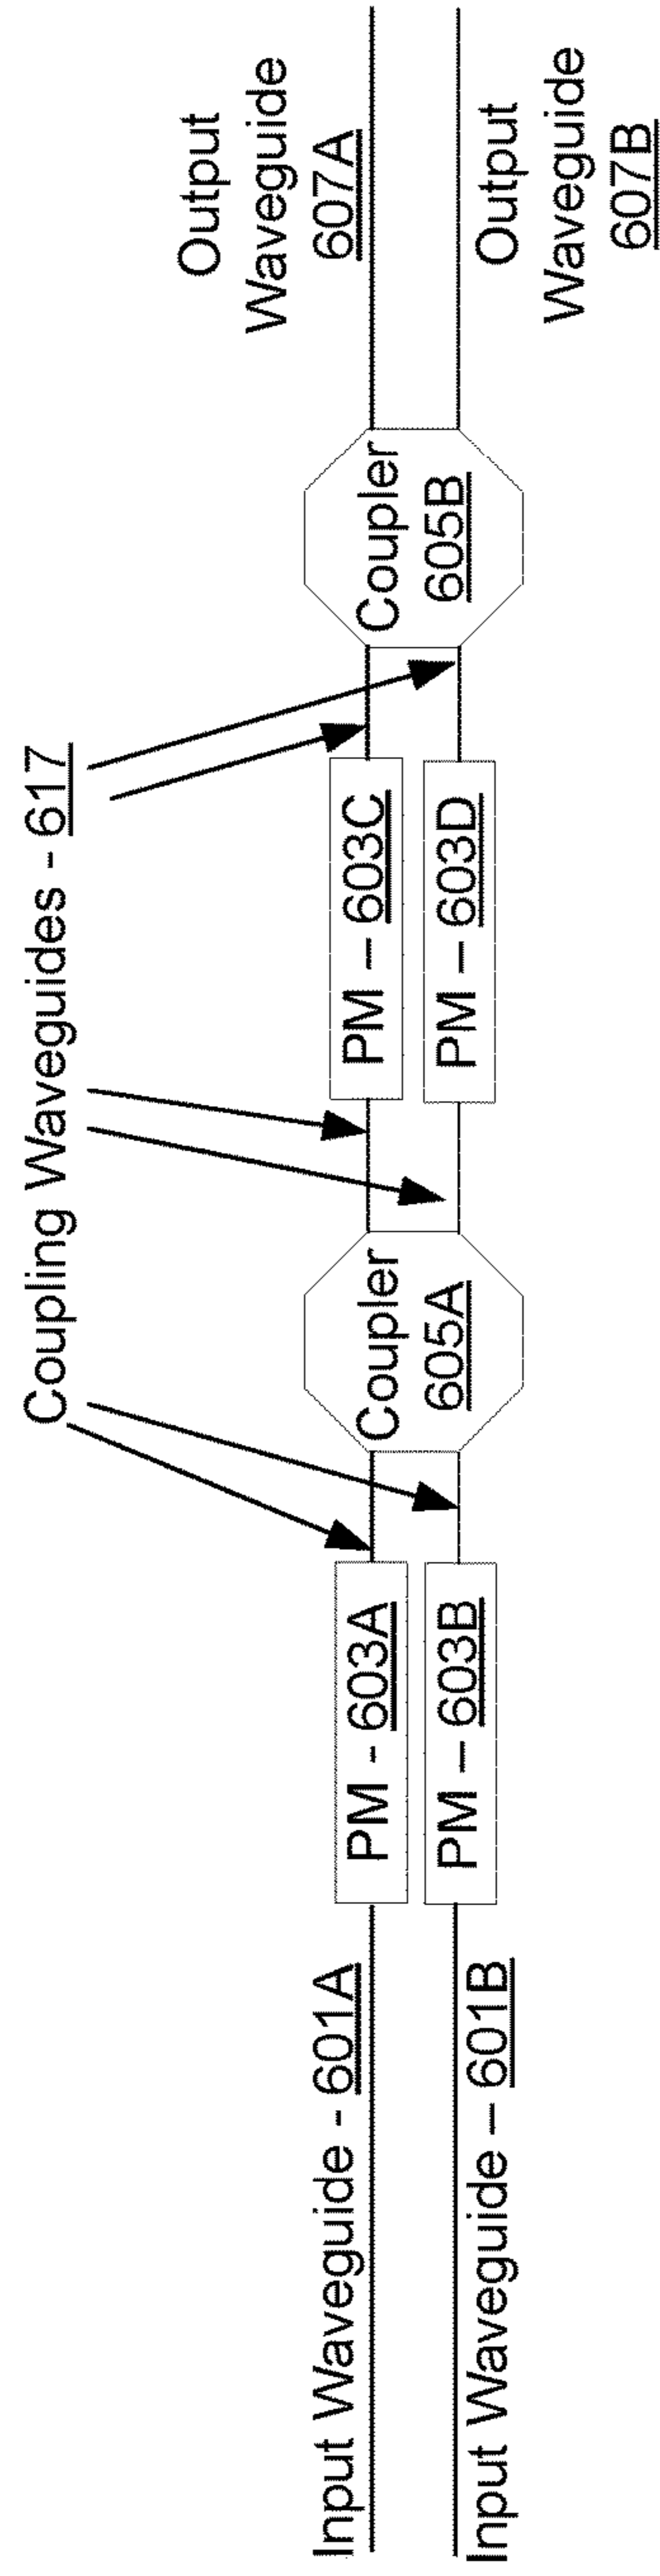 Coupling Waveguides - 617
Input Waveguide - 601A
Input Waveguide – 601B
PM - 603A
PM – 603B
Coupler
605A
PM – 603C
PM – 603D
Coupler
605B
Output
Waveguide
607A
Output
Waveguide
607B